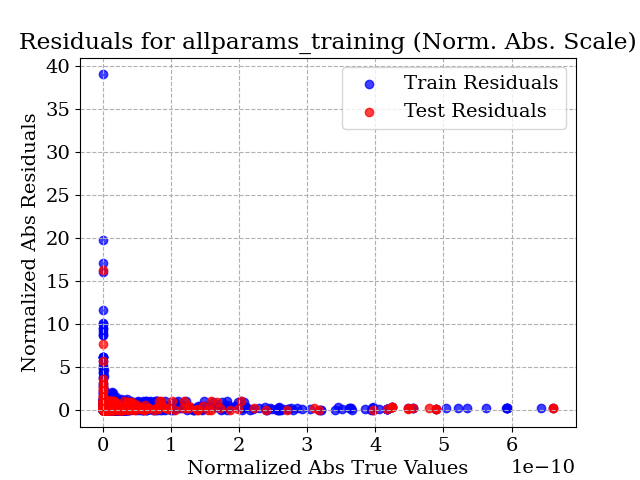 Residuals for allparams_training (Norm. Abs. Scale)
Train Residuals
Test Residuals
Normalized Abs Residuals
40
35
30
25
20
15
10
5
0
0 1 2 3 4 5 6
1e−10
Normalized Abs True Values